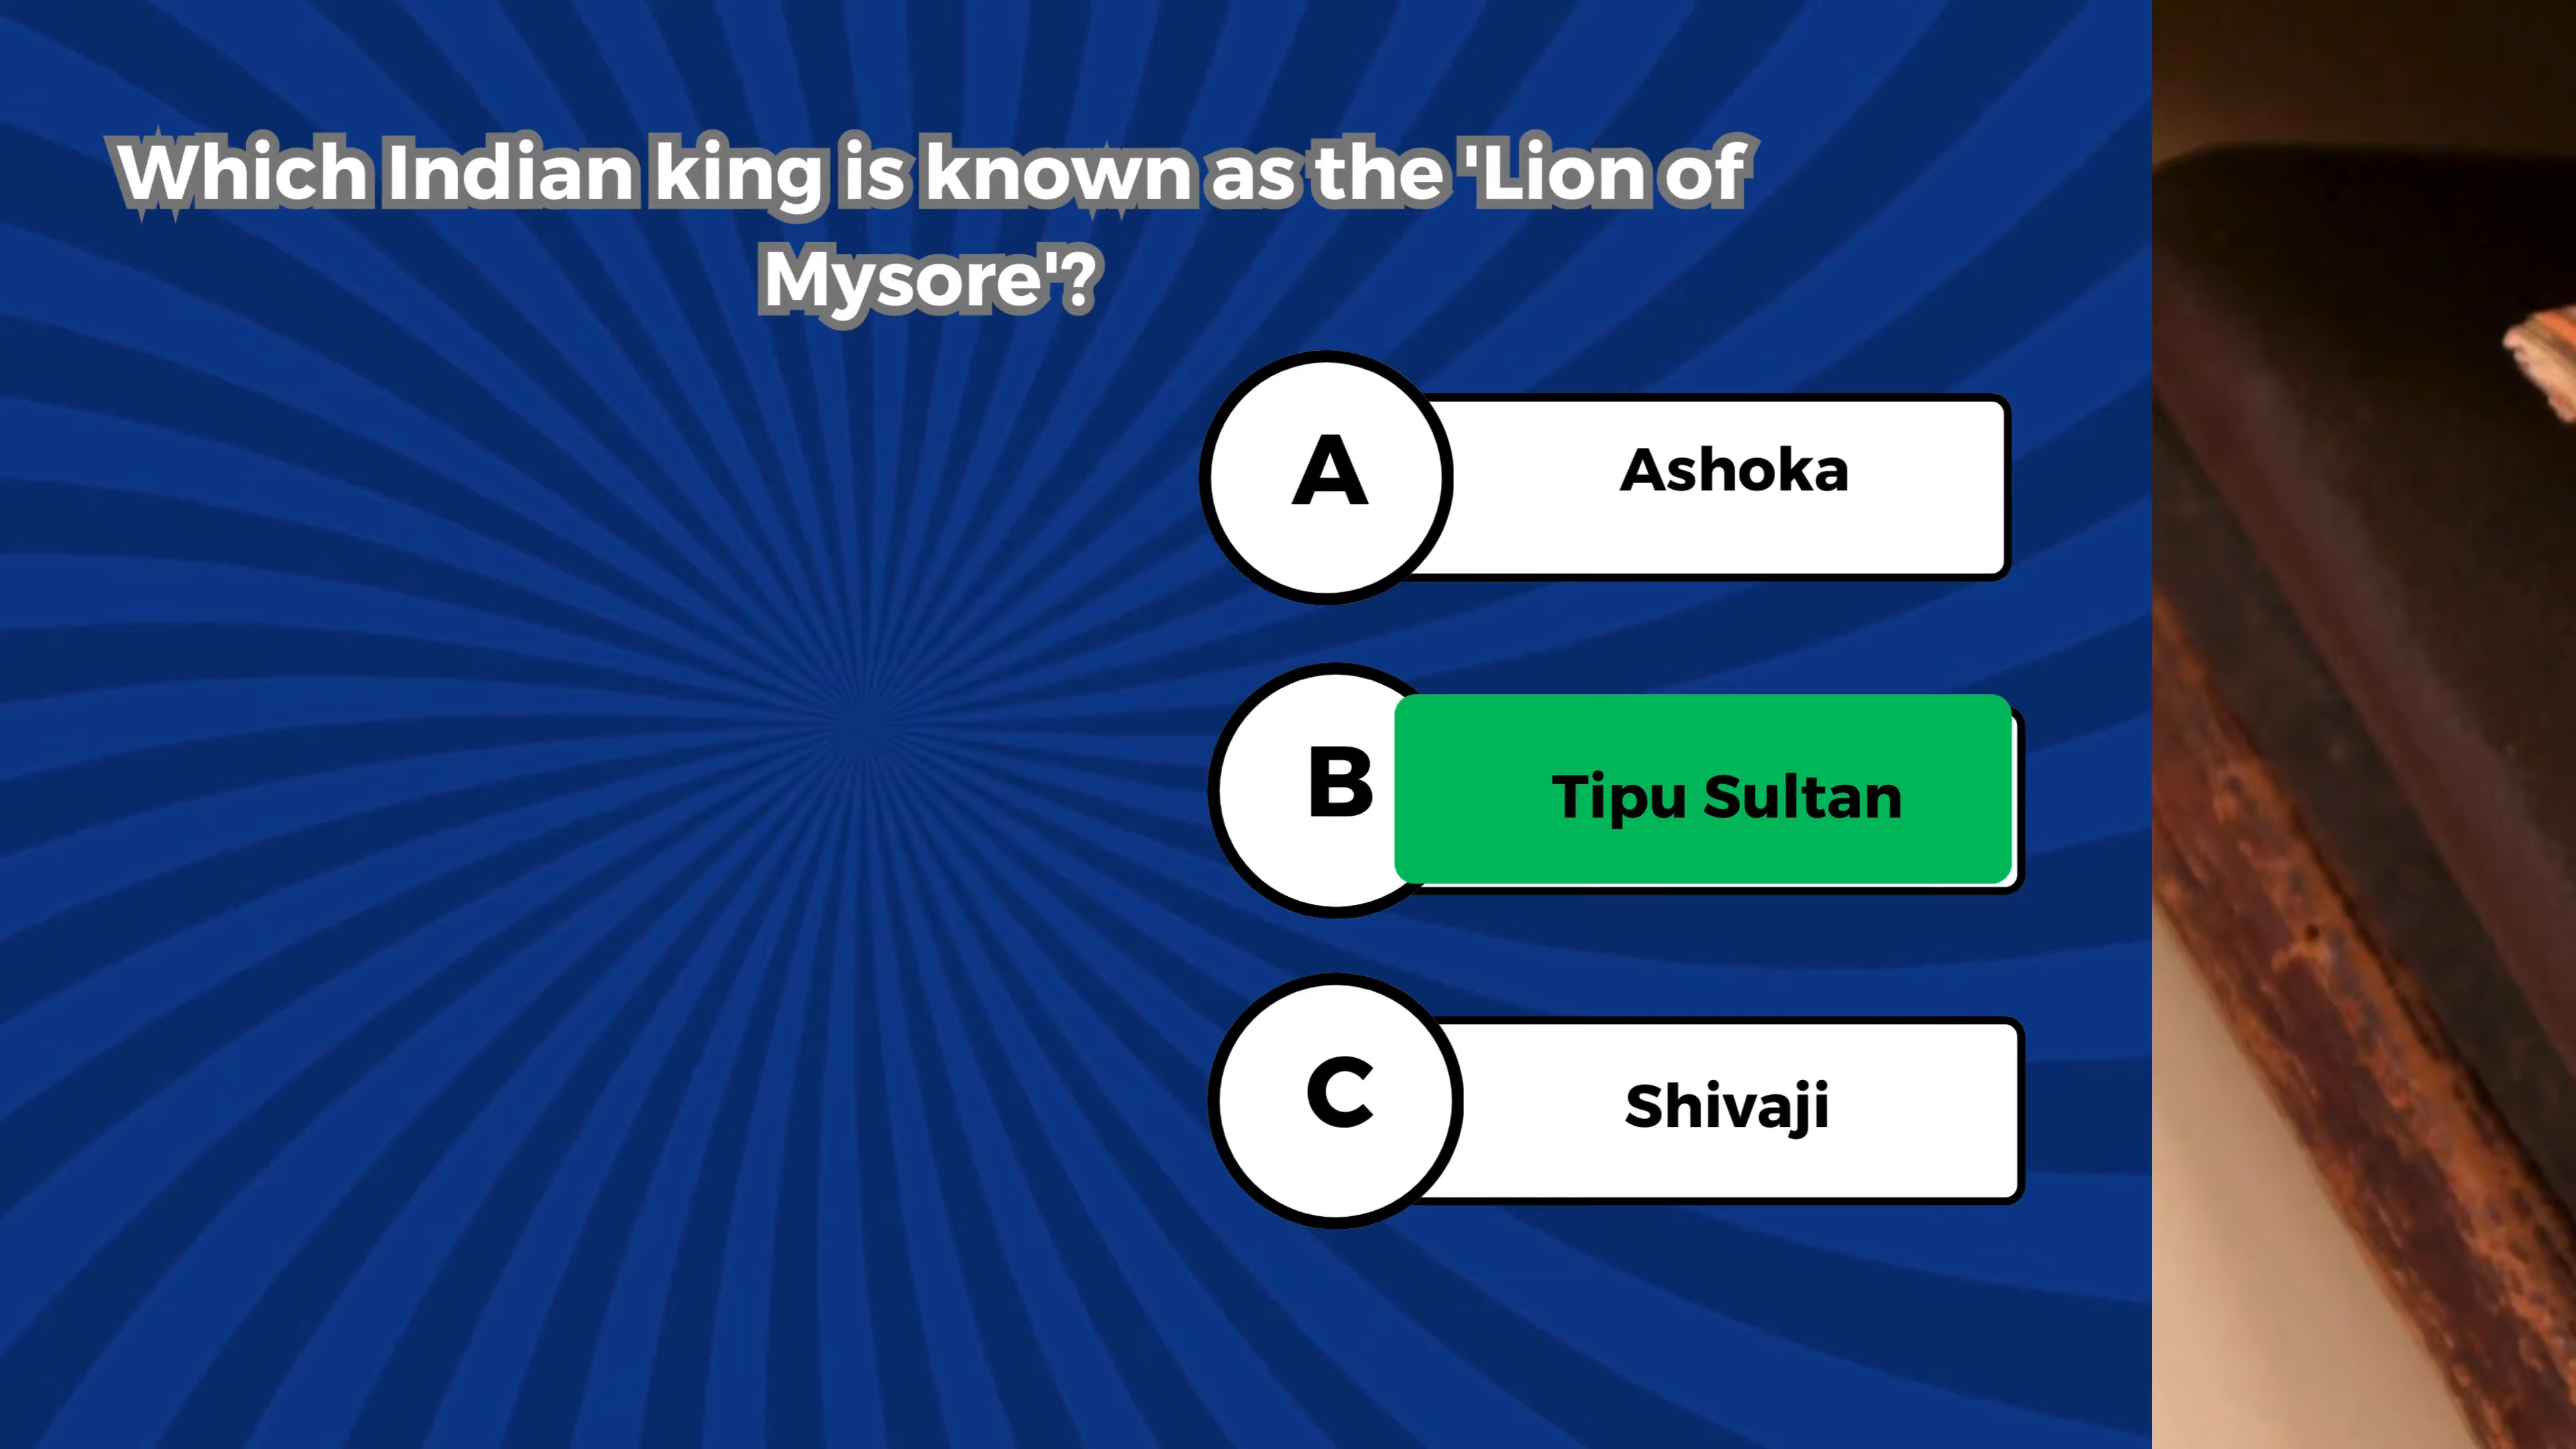 Which Indian king is known as the 'Lion of
Mysore'?
A
Ashoka
B
Tipu Sultan
C
Shivaji